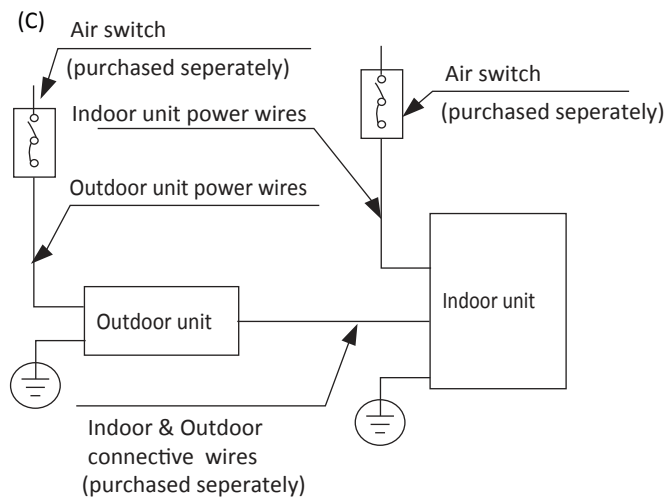 (C)
Air switch
(purchased seperately)
Air switch
(purchased seperately)
Indoor unit power wires
Outdoor unit power wires
Outdoor unit
Indoor unit
Indoor & Outdoor
connective wires
(purchased seperately)